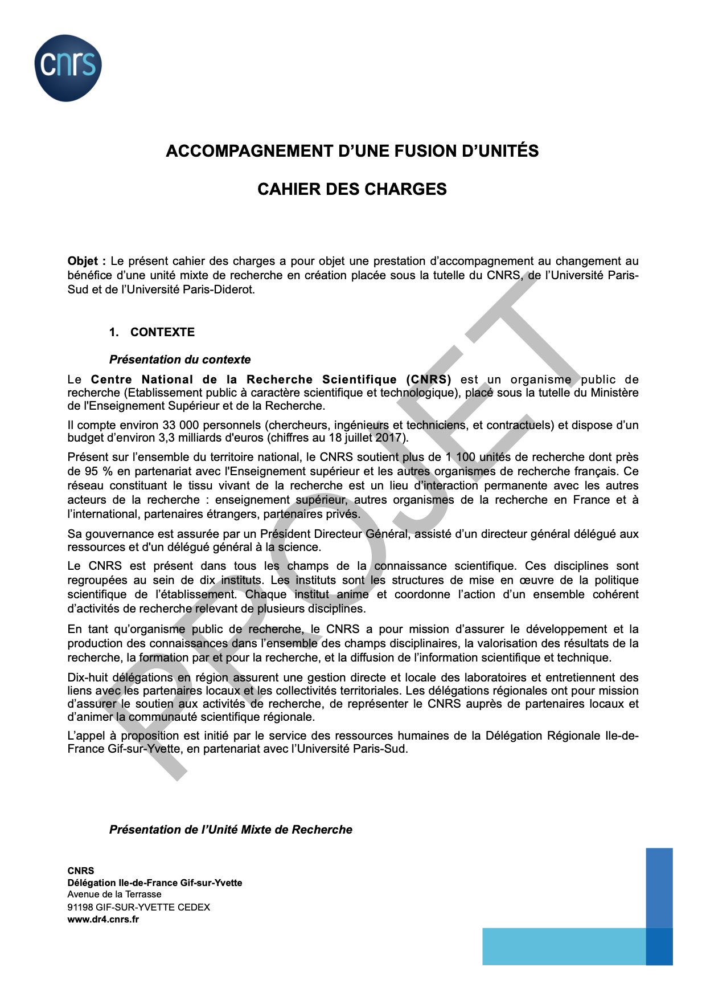 cnrs
ACCOMPAGNEMENT D’UNE FUSION D’UNITÉS
CAHIER DES CHARGES
Objet : Le présent cahier des charges a pour objet une prestation d’accompagnement au changement au
bénéfice d’une unité mixte de recherche en création placée sous la tutelle du CNRS, de l’Université Paris-
Sud et de l’Université Paris-Diderot.
1. CONTEXTE
Présentation du contexte
Le Centre National de la Recherche Scientifique (CNRS) est un organisme public de
recherche (Etablissement public à caractère scientifique et technologique), placé sous la tutelle du Ministère
de l'Enseignement Supérieur et de la Recherche.
Il compte environ 33 000 personnels (chercheurs, ingénieurs et techniciens, et contractuels) et dispose d’un
budget d’environ 3,3 milliards d'euros (chiffres au 18 juillet 2017).
Présent sur l’ensemble du territoire national, le CNRS soutient plus de 1 100 unités de recherche dont près
de 95 % en partenariat avec l'Enseignement supérieur et les autres organismes de recherche français. Ce
réseau constituant le tissu vivant de la recherche est un lieu d’interaction permanente avec les autres
acteurs de la recherche : enseignement supérieur, autres organismes de la recherche en France et à
l’international, partenaires étrangers, partenaires privés.
Sa gouvernance est assurée par un Président Directeur Général, assisté d’un directeur général délégué aux
ressources et d'un délégué général à la science.
Le CNRS est présent dans tous les champs de la connaissance scientifique. Ces disciplines sont
regroupées au sein de dix instituts. Les instituts sont les structures de mise en œuvre de la politique
scientifique de l’établissement. Chaque institut anime et coordonne l’action d’un ensemble cohérent
d’activités de recherche relevant de plusieurs disciplines.
En tant qu’organisme public de recherche, le CNRS a pour mission d’assurer le développement et la
production des connaissances dans l’ensemble des champs disciplinaires, la valorisation des résultats de la
recherche, la formation par et pour la recherche, et la diffusion de l’information scientifique et technique.
Dix-huit délégations en région assurent une gestion directe et locale des laboratoires et entretiennent des
liens avec les partenaires locaux et les collectivités territoriales. Les délégations régionales ont pour mission
d’assurer le soutien aux activités de recherche, de représenter le CNRS auprès de partenaires locaux et
d’animer la communauté scientifique régionale.
L’appel à proposition est initié par le service des ressources humaines de la Délégation Régionale Ile-de-
France Gif-sur-Yvette, en partenariat avec l’Université Paris-Sud.
PROJET
Présentation de l’Unité Mixte de Recherche
CNRS
Délégation Ile-de-France Gif-sur-Yvette
Avenue de la Terrasse
91198 GIF-SUR-YVETTE CEDEX
www.dr4.cnrs.fr